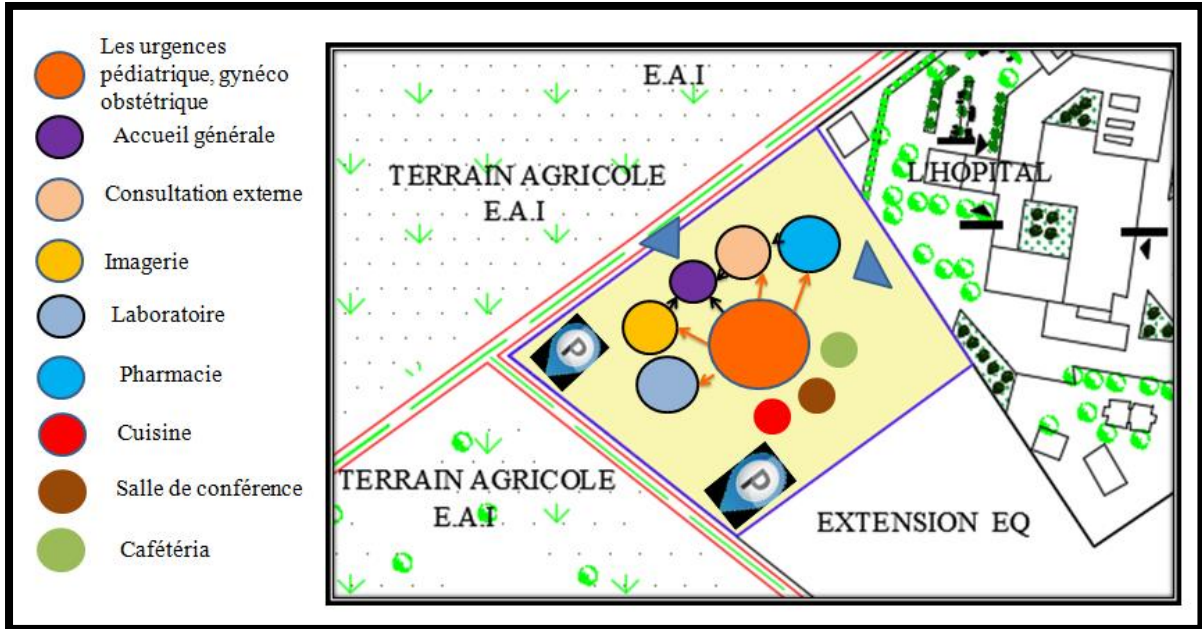 Les urgences
pédiatrique, gynéco
obstétrique
Accueil générale
Consultation externe
Imagerie
Laboratoire
Pharmacie
Cuisine
Salle de conférence
Cafétéria
E.A.I
TERRAIN AGRICOLE
E.A.I
L'HOPITAL
P
TERRAIN AGRICOLE
E.A.I
P
EXTENSION EQ